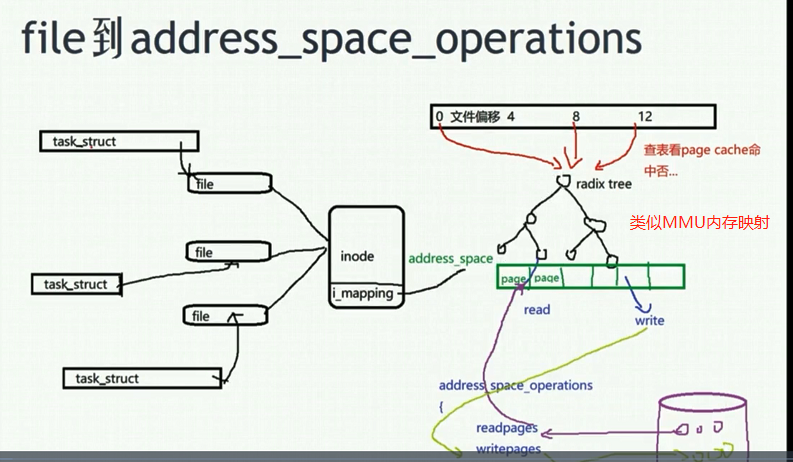 file到address_space_operations
0 文件偏移 4 8 12
task_struct
查表看page cache命
中否...
file
radix tree
类似MMU内存映射
inode
file
address_space
task_struct
page page
i_mapping
file
read
write
task_struct
address_space_operations
{
readpages
writepages